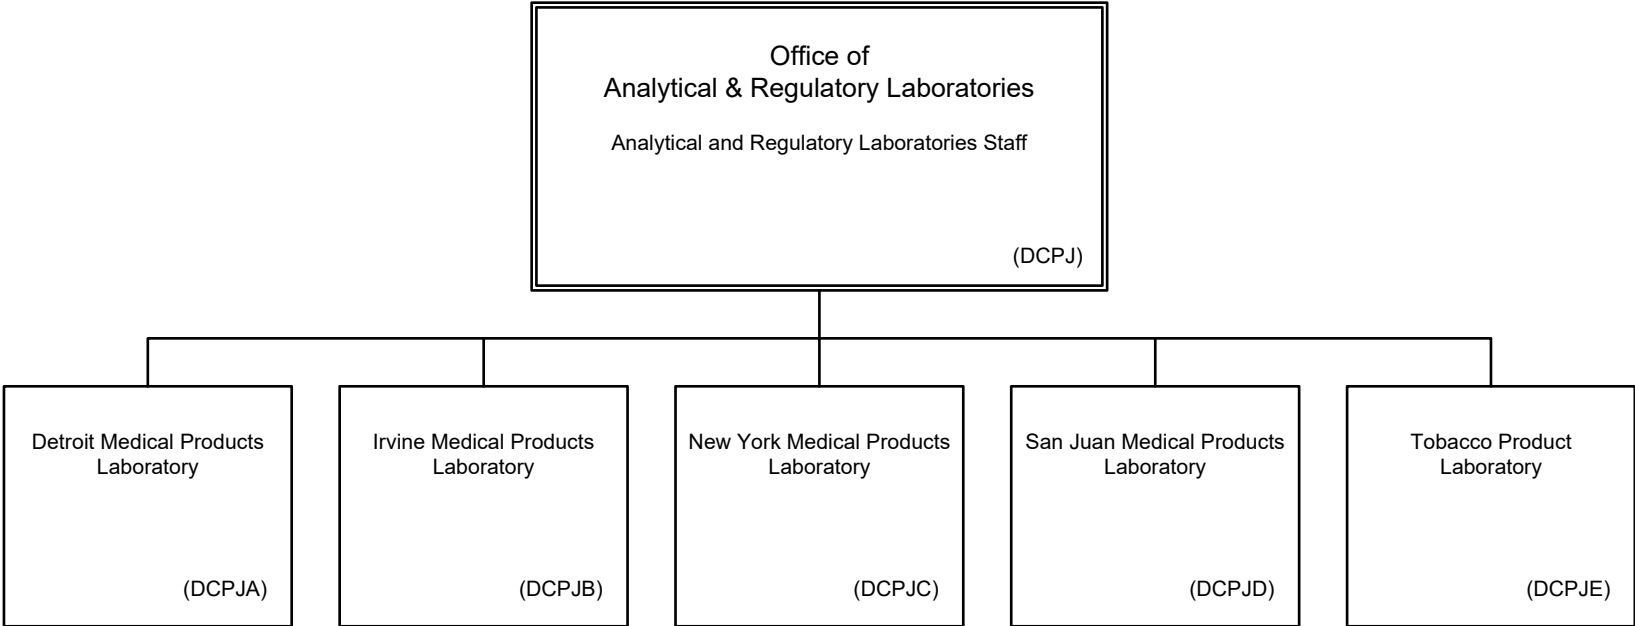 Office of
Analytical & Regulatory Laboratories
Analytical and Regulatory Laboratories Staff
(DCPJ)
Detroit Medical Products
Laboratory
(DCPJA)
Irvine Medical Products
Laboratory
(DCPJB)
New York Medical Products
Laboratory
(DCPJC)
San Juan Medical Products
Laboratory
(DCPJD)
Tobacco Product
Laboratory
(DCPJE)